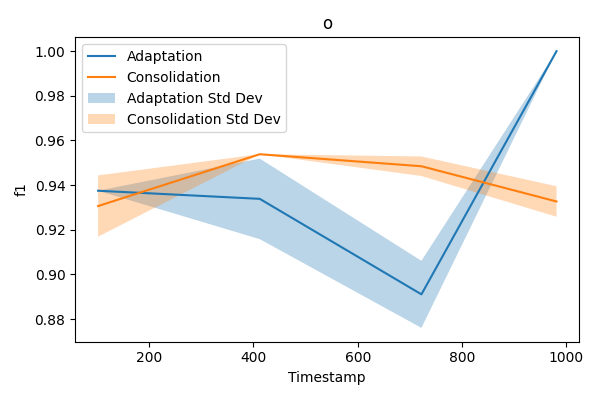 o
Adaptation
Consolidation
Adaptation Std Dev
Consolidation Std Dev
f1
1.00
0.98
0.96
0.94
0.92
0.90
0.88
200
400
600
800
1000
Timestamp